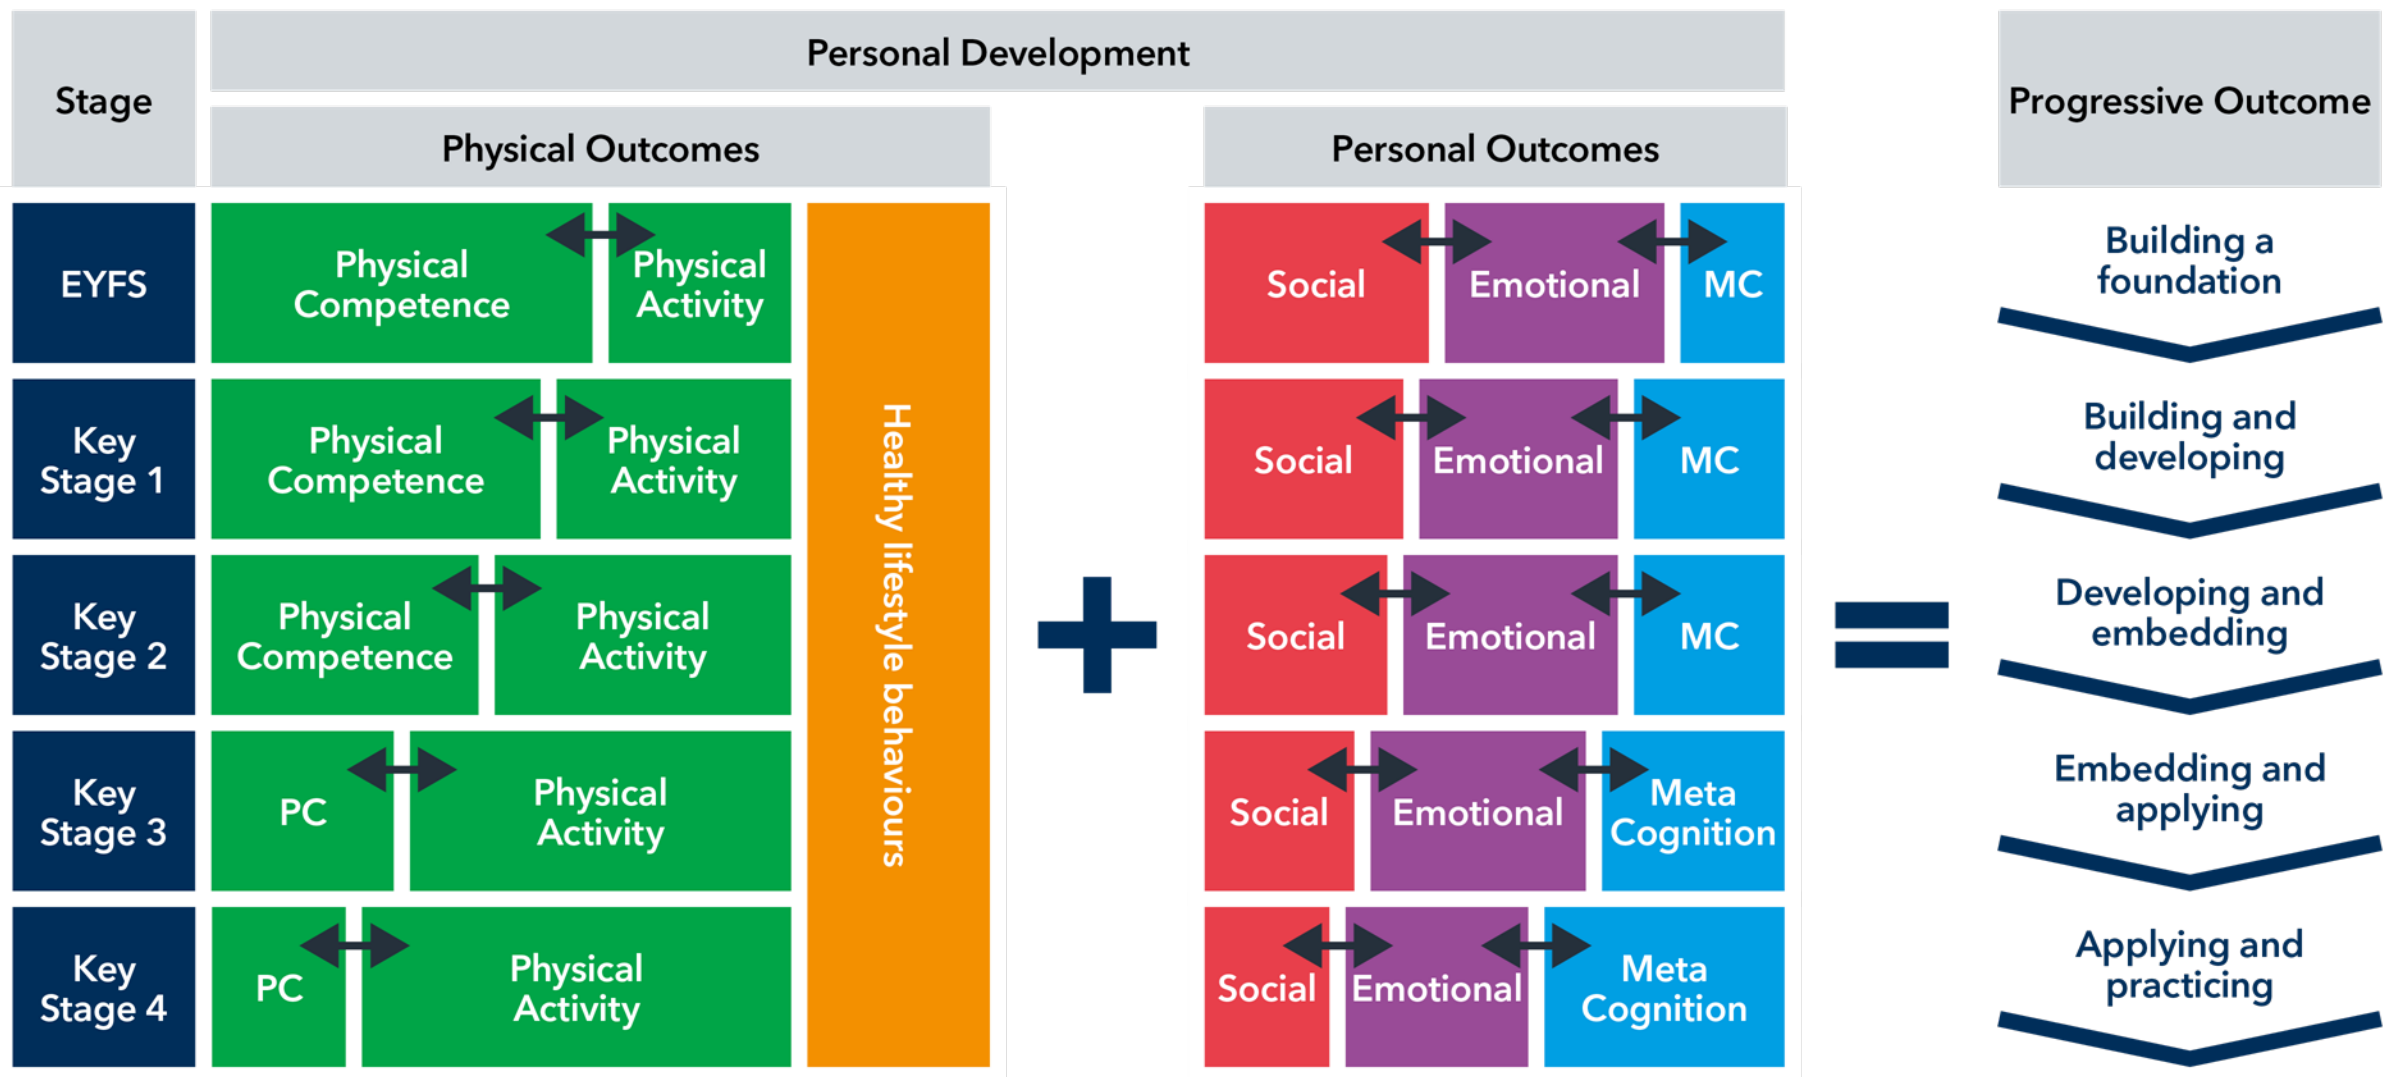 Stage
Personal Development
Physical Outcomes
Personal Outcomes
Progressive Outcome
EYFS
Physical
Competence
Physical
Activity
Healthy lifestyle behaviours
Social
Emotional
MC
Building a
foundation
Key
Stage 1
Physical
Competence
Physical
Activity
Social
Emotional
MC
Building and
developing
Key
Stage 2
Physical
Competence
Physical
Activity
Social
Emotional
MC
Developing and
embedding
Key
Stage 3
PC
Physical
Activity
Social
Emotional
Meta
Cognition
Embedding and
applying
Key
Stage 4
PC
Physical
Activity
Social
Emotional
Meta
Cognition
Applying and
practicing